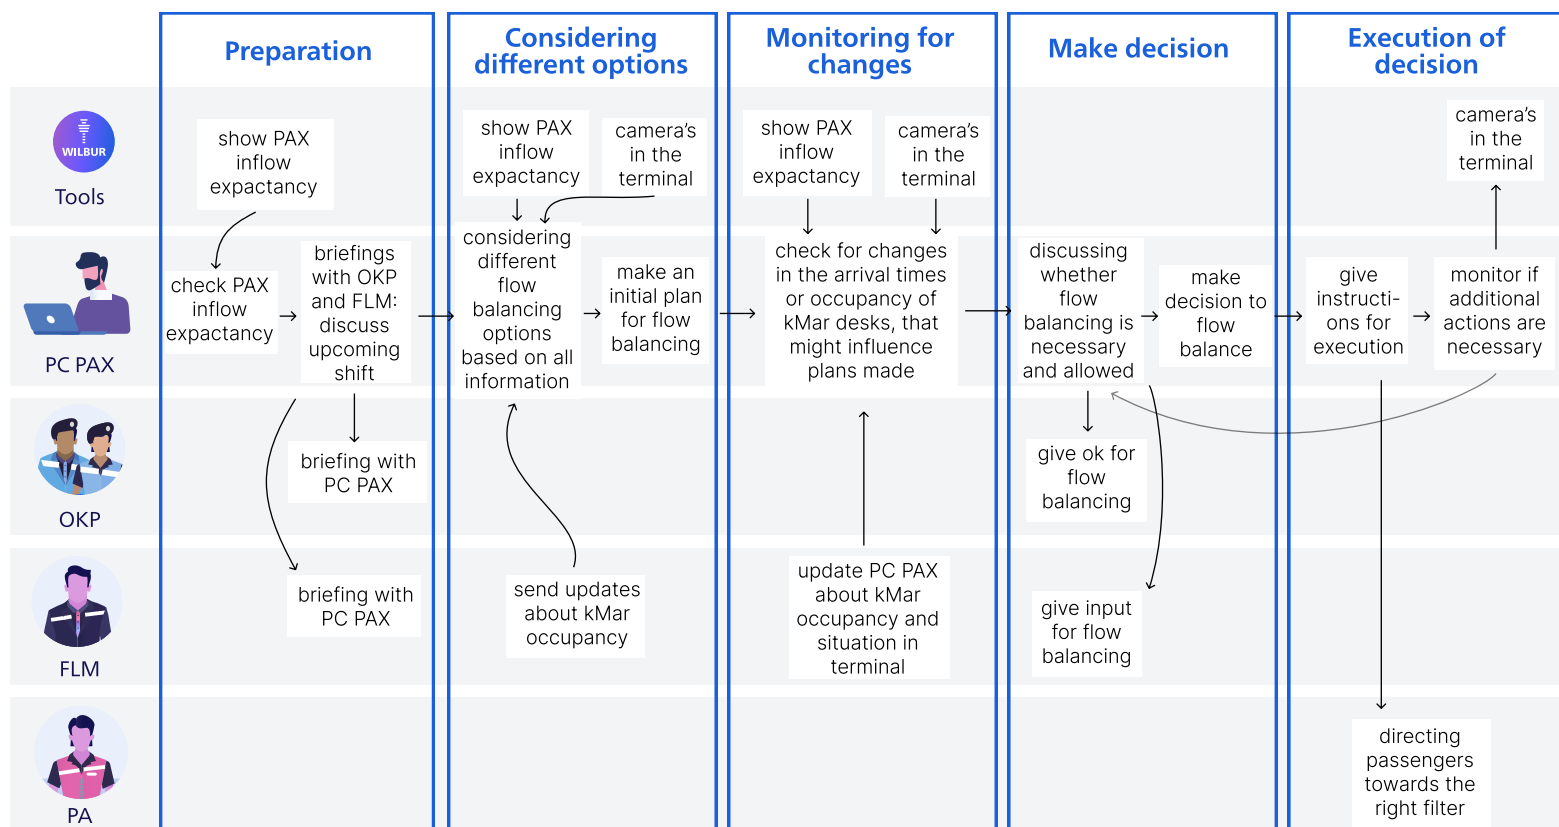 Preparation
Considering
different options
Monitoring for
changes
Make decision
Execution of
decision
WILBUR
Tools
show PAX
inflow
expactancy
show PAX
inflow
expactancy
camera's
in the
terminal
show PAX
inflow
expactancy
camera's
in the
terminal
camera's
in the
terminal
PC PAX
check PAX
inflow
expactancy
briefings
with OKP
and FLM:
discuss
upcoming
shift
considering
different
flow
balancing
options
based on all
information
make an
initial plan
for flow
balancing
check for changes
in the arrival times
or occupancy of
kMar desks, that
might influence
plans made
discussing
whether
flow
balancing is
necessary
and allowed
make
decision to
flow
balance
give
instructi-
ons for
execution
monitor if
additional
actions are
necessary
OKP
briefing with
PC PAX
give ok for
flow
balancing
FLM
briefing with
PC PAX
send updates
about kMar
occupancy
update PC PAX
about kMar
occupancy and
situation in
terminal
give input
for flow
balancing
PA
directing
passengers
towards the
right filter